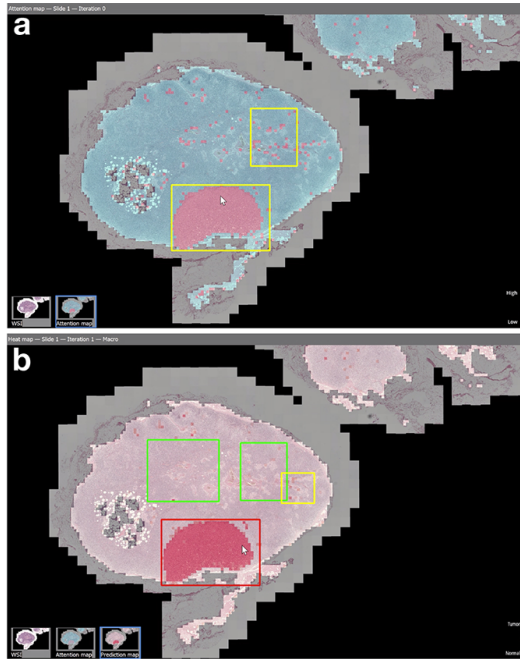 Attention map — Slide 1 — Iteration 0
a
High
Low
WSI
Attention map
Heat map — Slide 1 — Iteration 1 — Macro
b
Tumor
Normal
WSI
Attention map
Prediction map